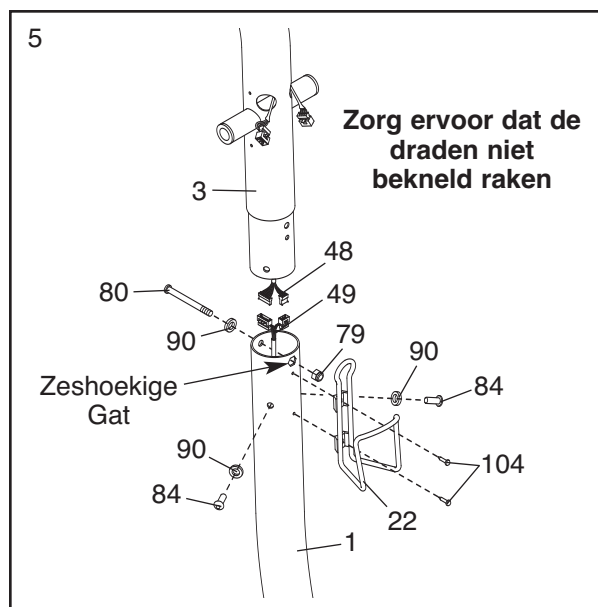 5
Zorg ervoor dat de
draden niet
bekneld raken
3
48
80
49
90
79
90
Zeshoekige
Gat
84
90
104
84
22
1